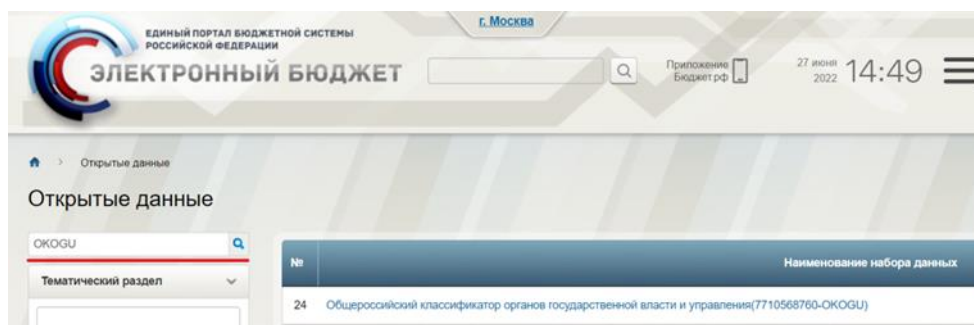 г. Москва
ЕДИНЫЙ ПОРТАЛ БЮДЖЕТНОЙ СИСТЕМЫ
РОССИЙСКОЙ ФЕДЕРАЦИИ
ЭЛЕКТРОННЫЙ БЮДЖЕТ
Приложение
Бюджет.рф
27 июня
2022
14:49
Открытые данные
Открытые данные
OKOGU
Тематический раздел
№
Наименование набора данных
24
Общероссийский классификатор органов государственной власти и управления(7710568760-OKOGU)